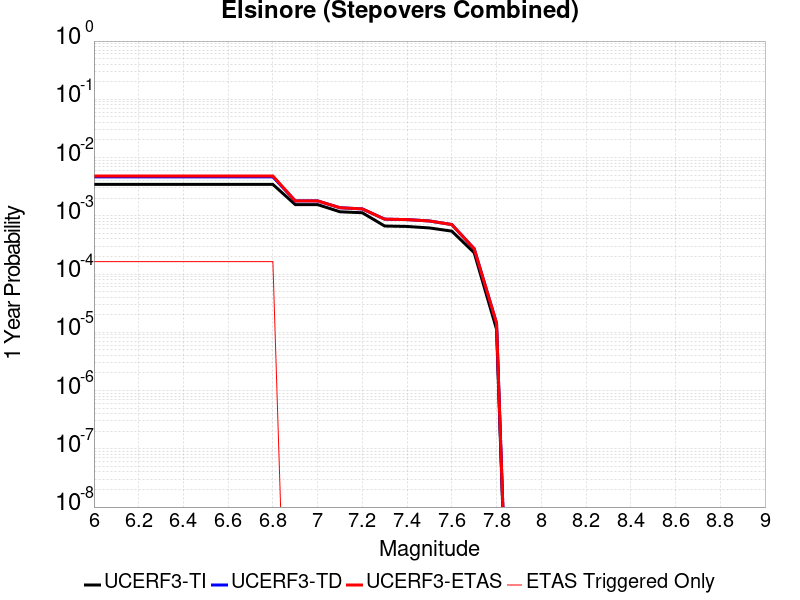 Elsinore (Stepovers Combined)
10^0
10^-1
10^-2
10^-3
10^-4
10^-5
10^-6
10^-7
10^-8
1 Year Probability
6 6.2 6.4 6.6 6.8 7 7.2 7.4 7.6 7.8 8 8.2 8.4 8.6 8.8 9
Magnitude
UCERF3-TI UCERF3-TD UCERF3-ETAS ETAS Triggered Only